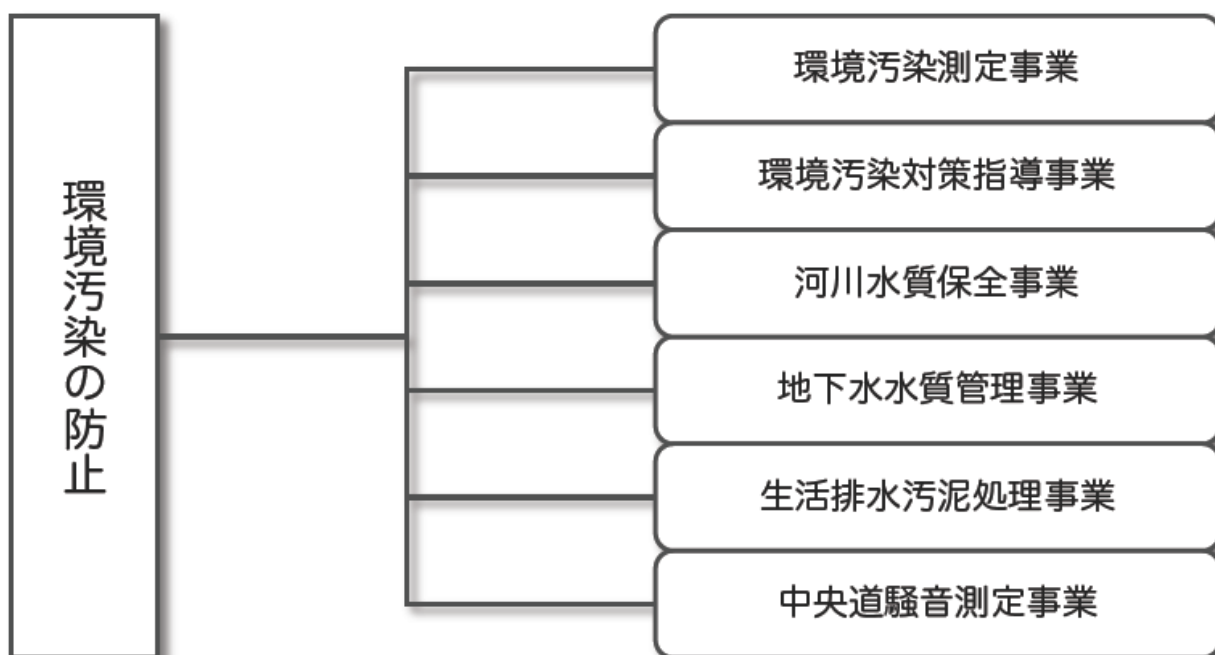 環境汚染の防止
環境汚染測定事業
環境汚染対策指導事業
河川水質保全事業
地下水水質管理事業
生活排水汚泥処理事業
中央道騒音測定事業